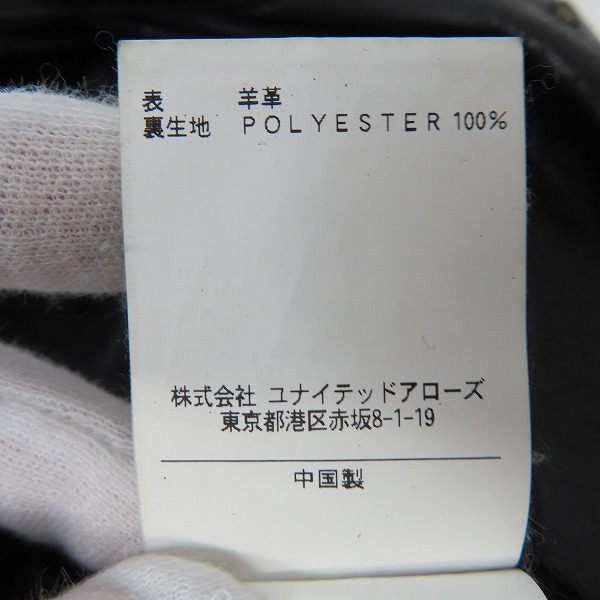 表 羊革
裏生地 POLYESTER 100%
株式会社 ユナイテッドアローズ
東京都港区赤坂8-1-19
中国製